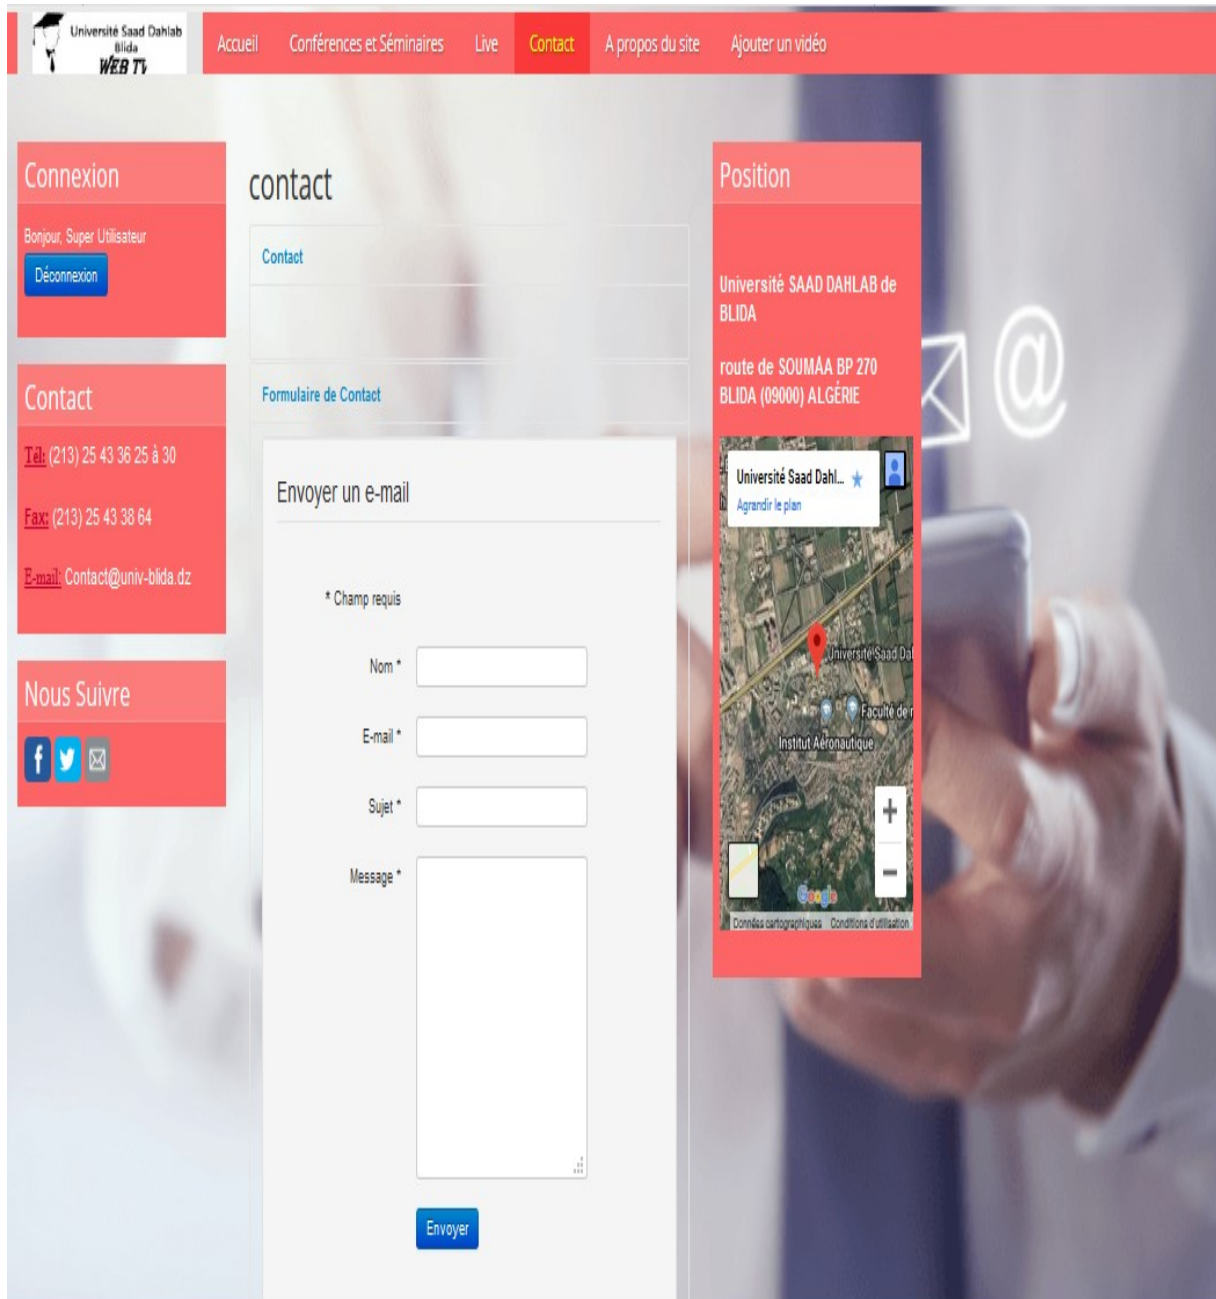 Université Saad Dahlab
Blida
WEB TV
Accueil Conférences et Séminaires Live Contact A propos du site Ajouter un vidéo
Connexion
Bonjour, Super Utilisateur
Déconnexion
Contact
Tél: (213) 25 43 36 25 à 30
Fax: (213) 25 43 38 64
E-mail: Contact@univ-blida.dz
Nous Suivre
contact
Contact
Formulaire de Contact
Envoyer un e-mail
* Champ requis
Nom *
E-mail *
Sujet *
Message *
Envoyer
Position
Université SAAD DAHLAB de
BLIDA
route de SOUMÂA BP 270
BLIDA (09000) ALGÉRIE
Université Saad Dahl...
Agrandir le plan
Université Saad Dal
Faculté de r
Institut Aéronautique
Google
Données cartographiques Conditions d'utilisation
@